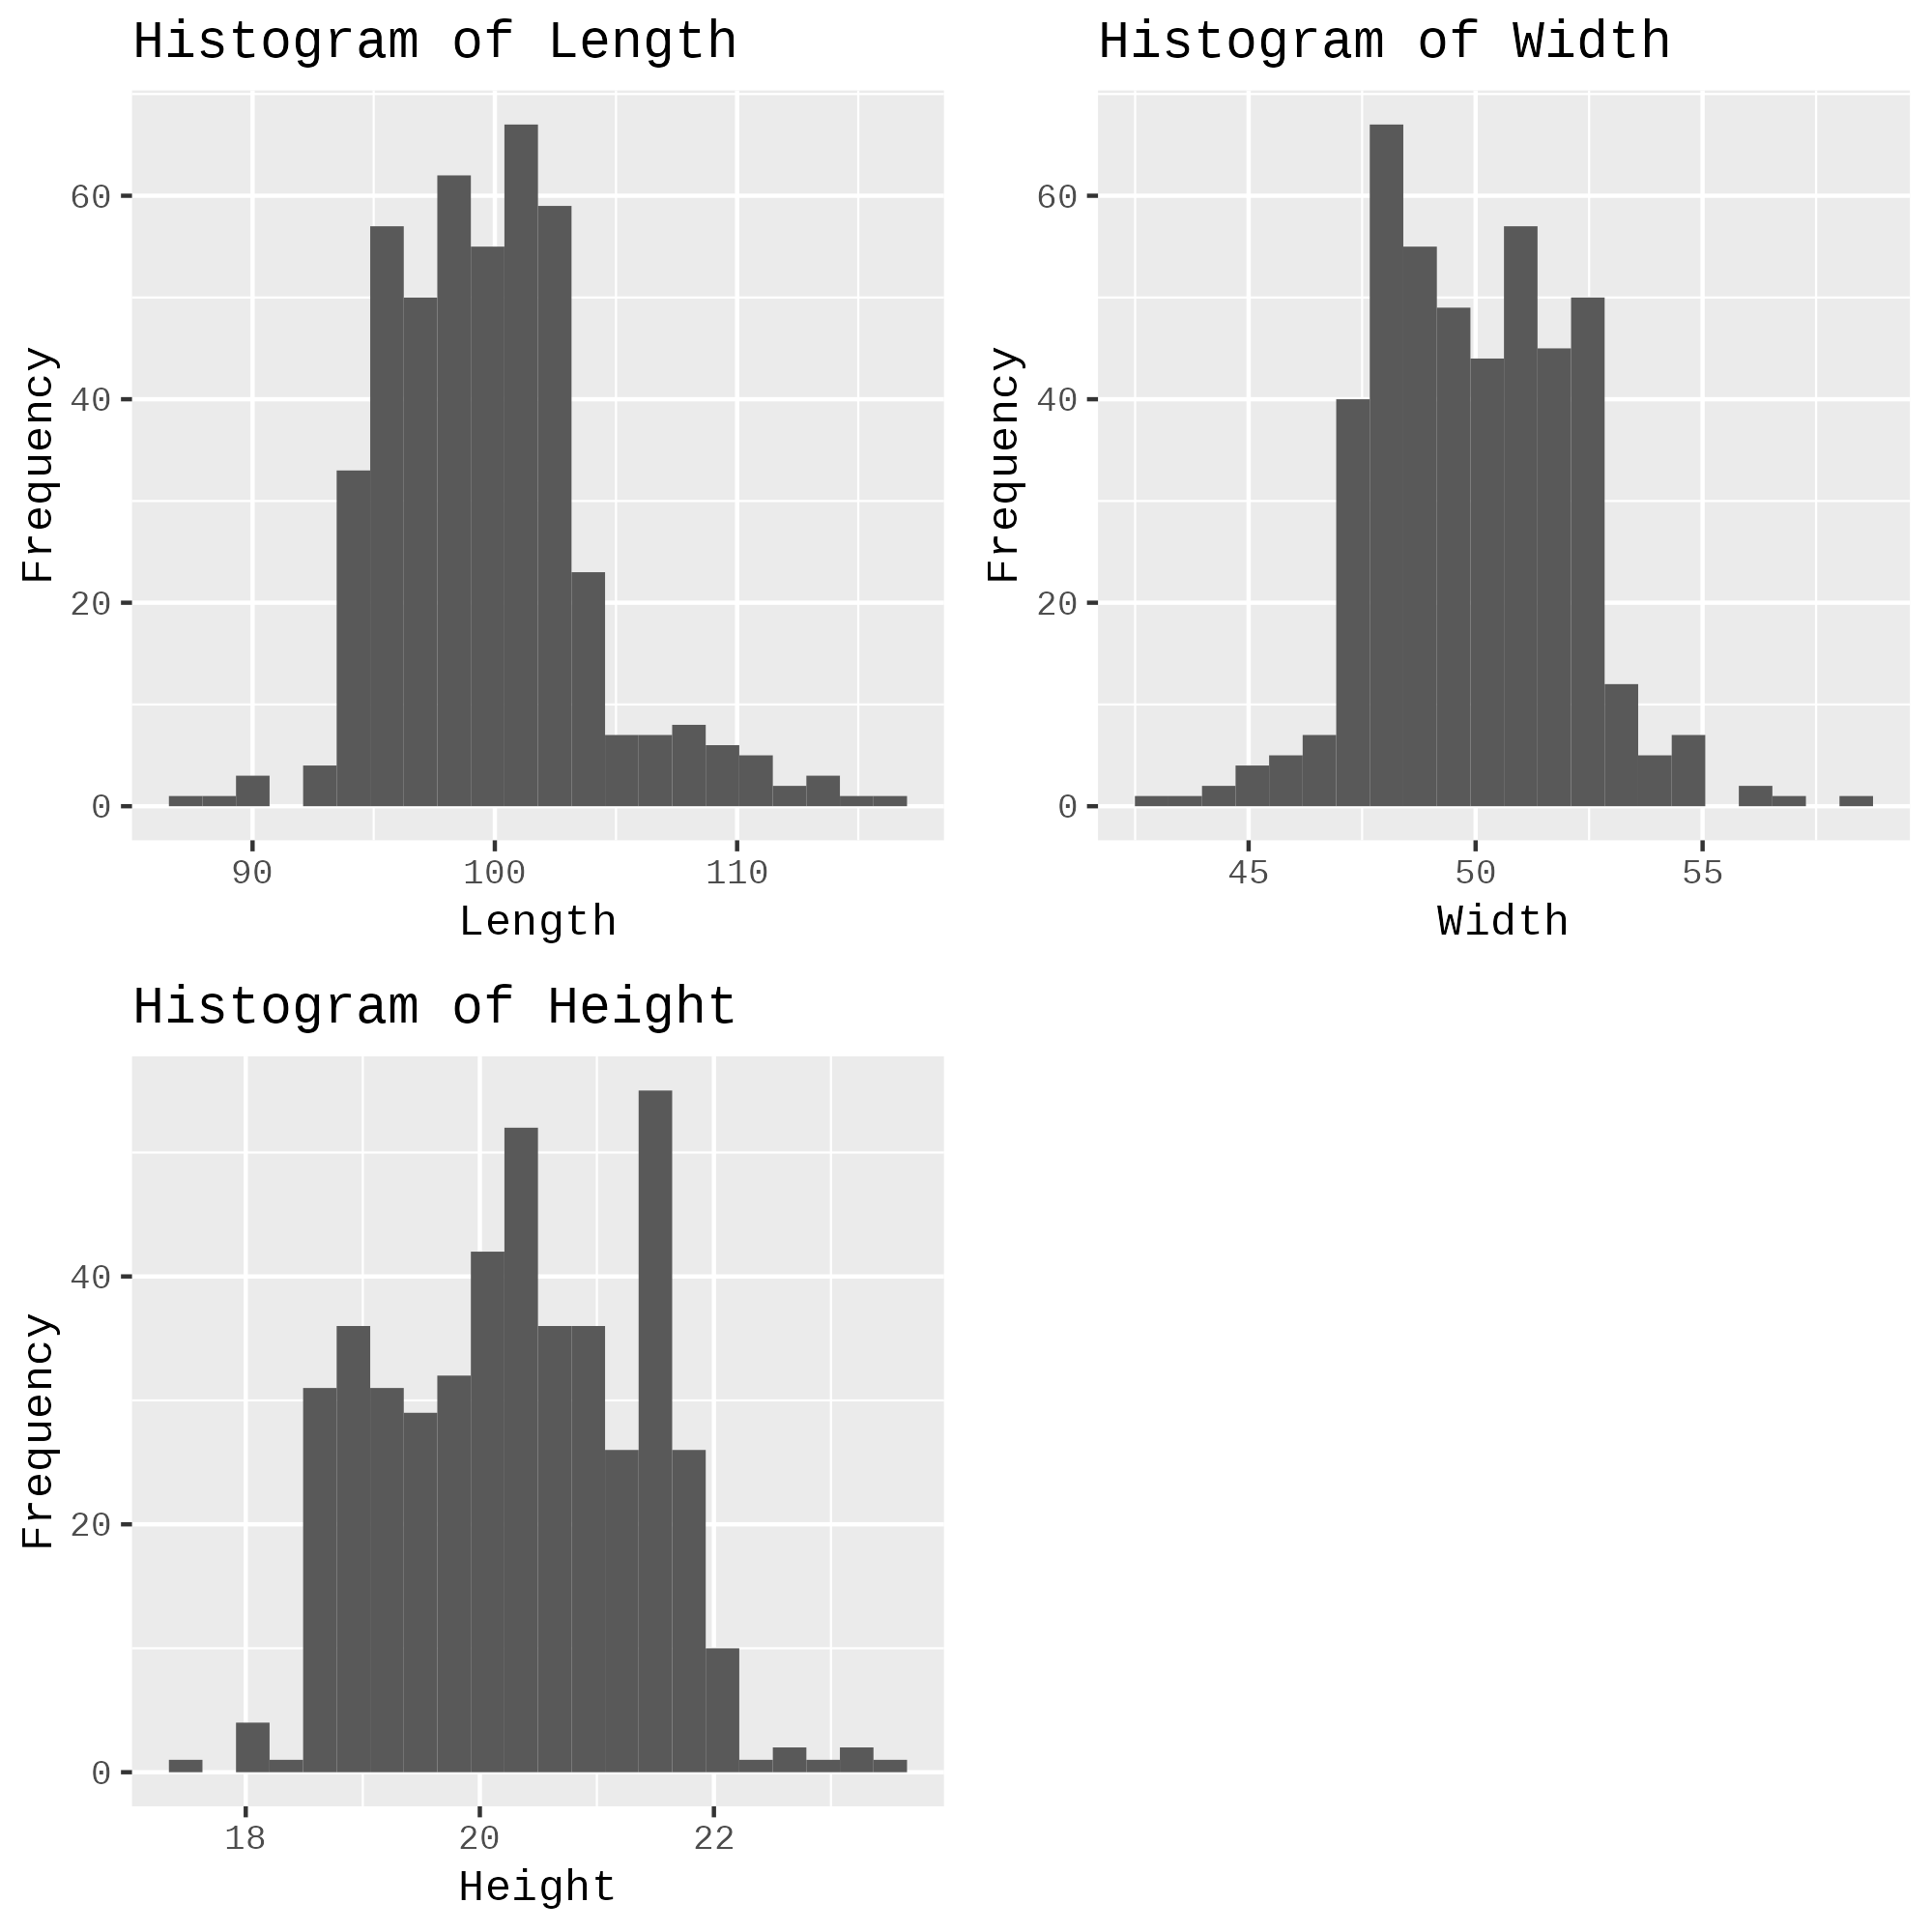 Histogram of Length
Frequency
60
40
20
0
90 100 110
Length
Histogram of Width
Frequency
60
40
20
0
45 50 55
Width
Histogram of Height
Frequency
40
20
0
18 20 22
Height